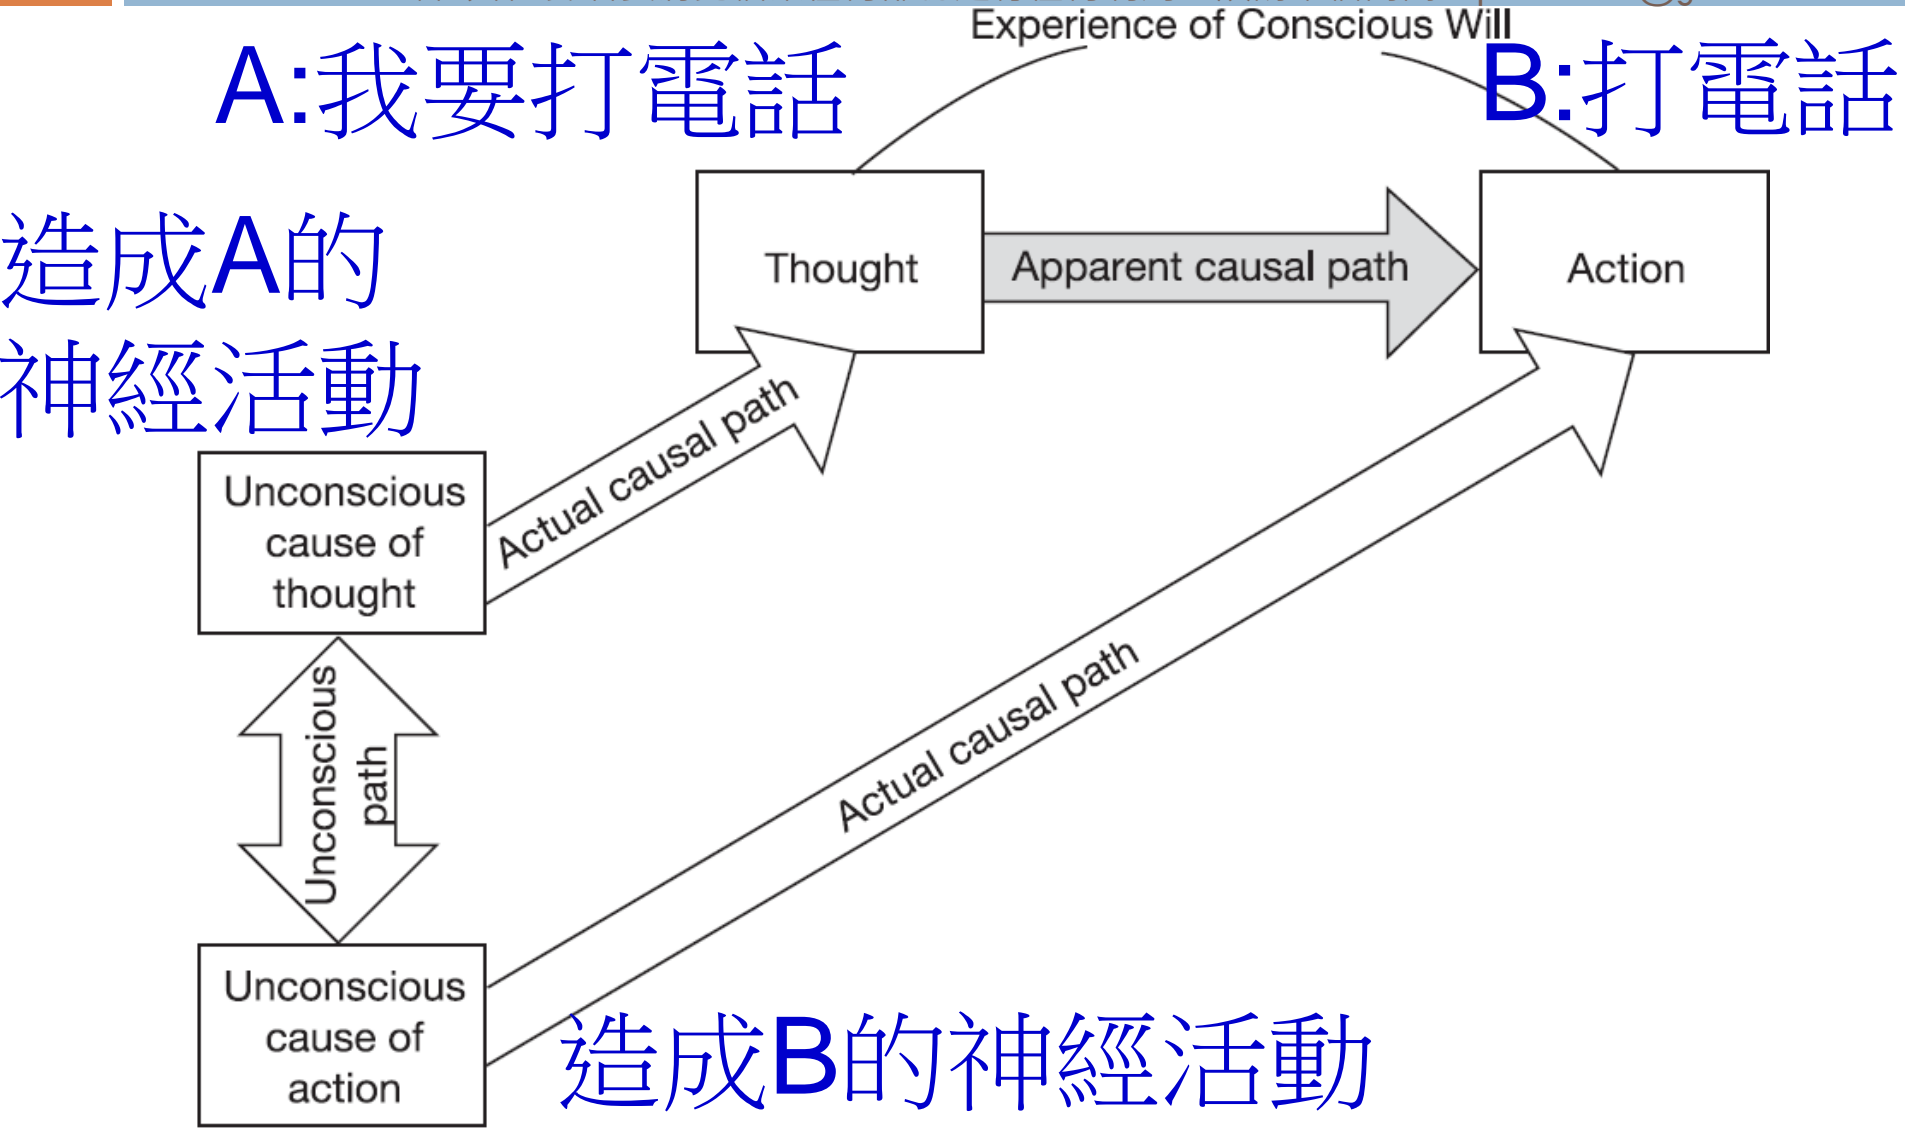 Experience of Conscious Will
A:我要打電話
B:打電話
造成A的
神經活動
Thought
Apparent causal path
Action
Actual causal path
Unconscious
cause of
thought
Unconscious
path
Actual causal path
Unconscious
cause of
action
造成B的神經活動